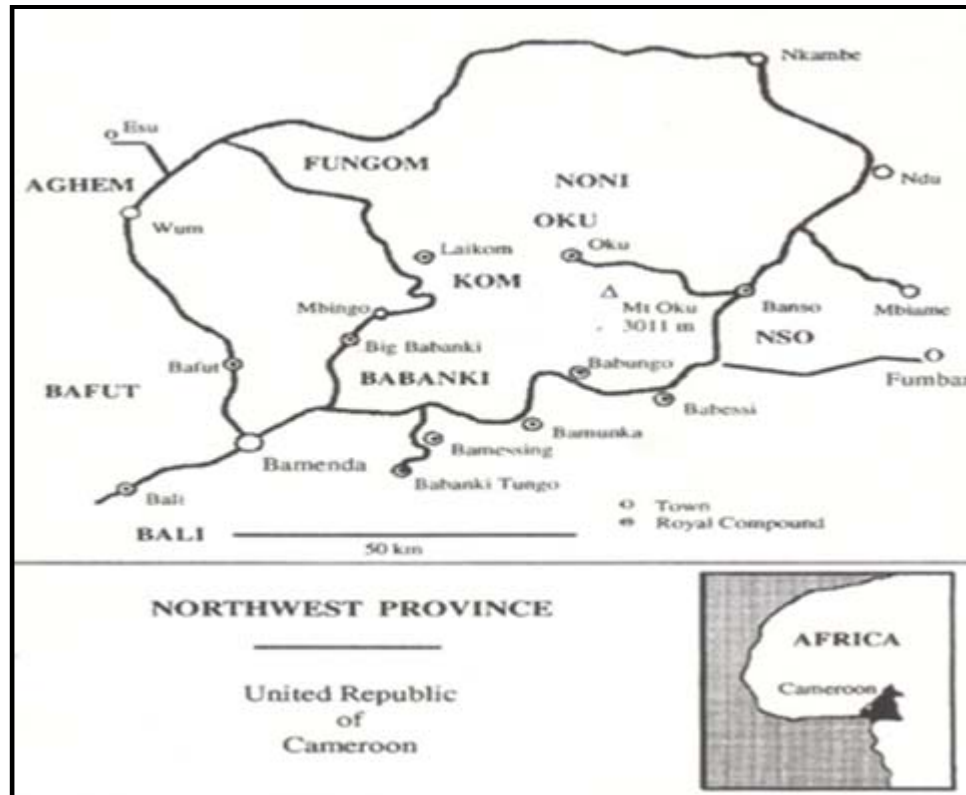 Nkambe
Esu
FUNGOM
AGHEM
NONI
Ndu
Wum
OKU
Laikom
Oku
KOM
Mbingo
Mt Oku
3011 m
Banso
Mbiame
NSO
Big Babanki
Bafut
BABANKI
Babungo
Fumban
BAFUT
Babessi
Bamunka
Bamenda
Bamessing
Babanki Tungo
Bali
Town
Royal Compound
BALI
50 km
NORTHWEST PROVINCE
United Republic
of
Cameroon
AFRICA
Cameroon